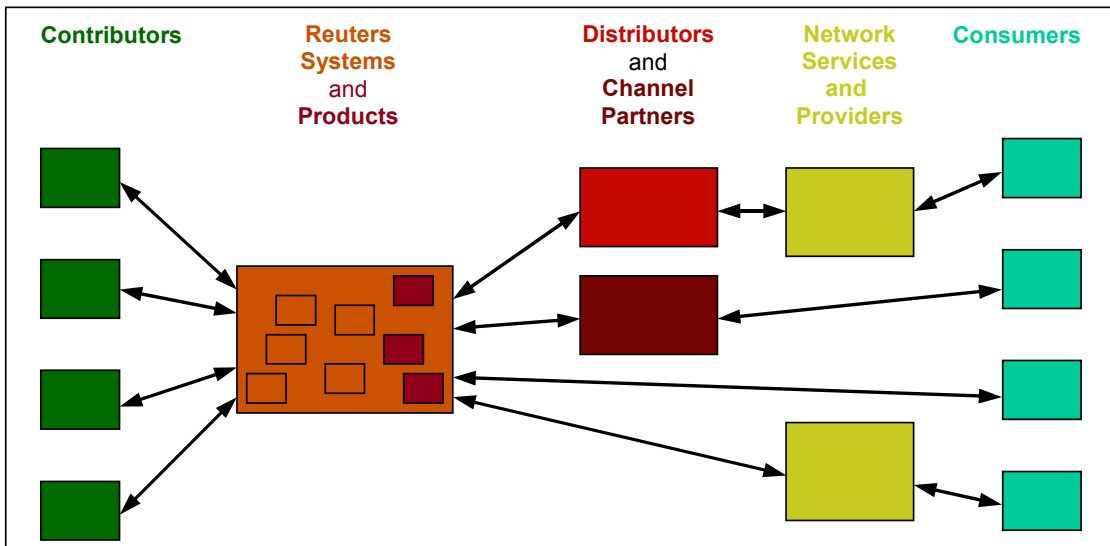 Contributors
Reuters
Systems
and
Products
Distributors
and
Channel
Partners
Network
Services
and
Providers
Consumers